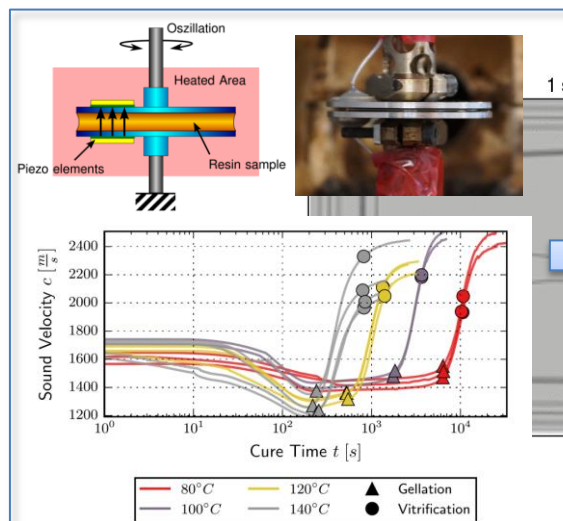 Oszillation
Heated Area
Piezo elements
Resin sample
1 s
Sound Velocity c [m/s]
2400
2200
2000
1800
1600
1400
1200
10⁰ 10¹ 10² 10³ 10⁴
Cure Time t [s]
80°C 120°C Gellation
100°C 140°C Vitrification